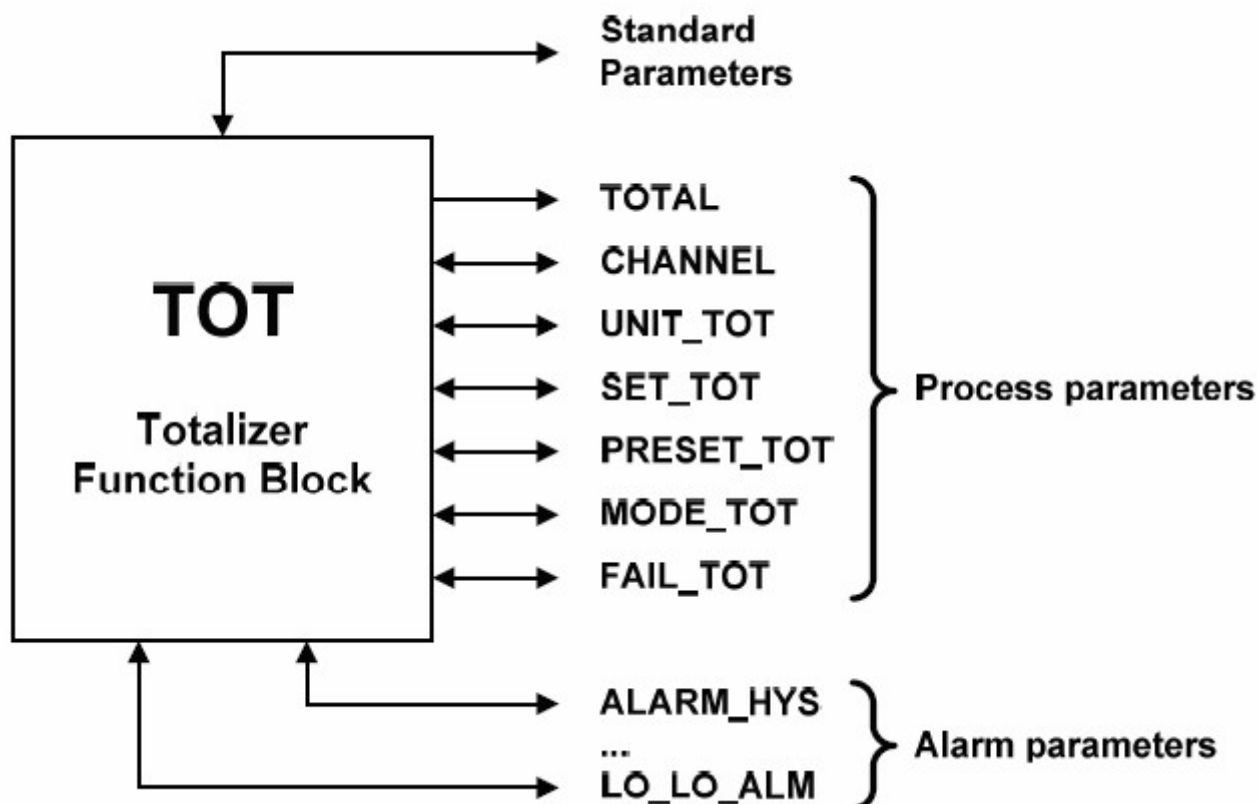 Standard
Parameters
TOTAL
CHANNEL
UNIT_TOT
SET_TOT
PRESET_TOT
MODE_TOT
FAIL_TOT
Process parameters
TOT
Totalizer
Function Block
ALARM_HYS
...
LO_LO_ALM
Alarm parameters